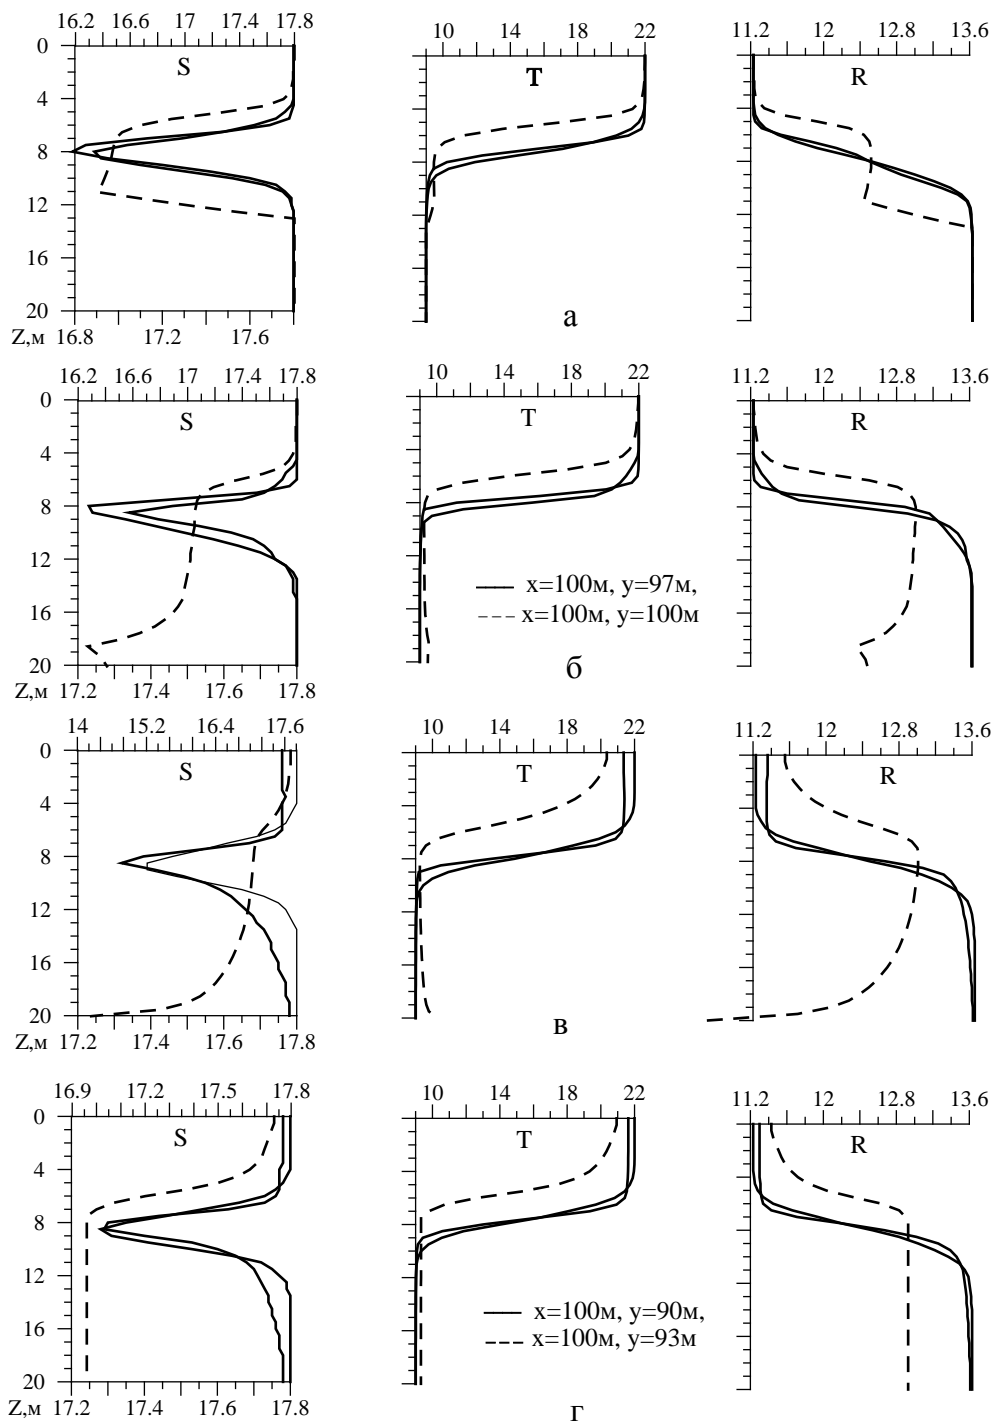 16.2 16.6 17 17.4 17.8
10 14 18 22
11.2 12 12.8 13.6
S
T
R
0
4
8
12
16
20
Z,м 16.8 17.2 17.6
а
16.2 16.6 17 17.4 17.8
10 14 18 22
11.2 12 12.8 13.6
S
T
R
0
4
8
12
16
20
x=100м, y=97м,
x=100м, y=100м
Z,м 17.2 17.4 17.6 17.8
б
14 15.2 16.4 17.6
10 14 18 22
11.2 12 12.8 13.6
S
T
R
0
4
8
12
16
20
Z,м 17.2 17.4 17.6 17.8
в
16.9 17.2 17.5 17.8
10 14 18 22
11.2 12 12.8 13.6
S
T
R
0
4
8
12
16
20
x=100м, y=90м,
x=100м, y=93м
Z,м 17.2 17.4 17.6 17.8
г